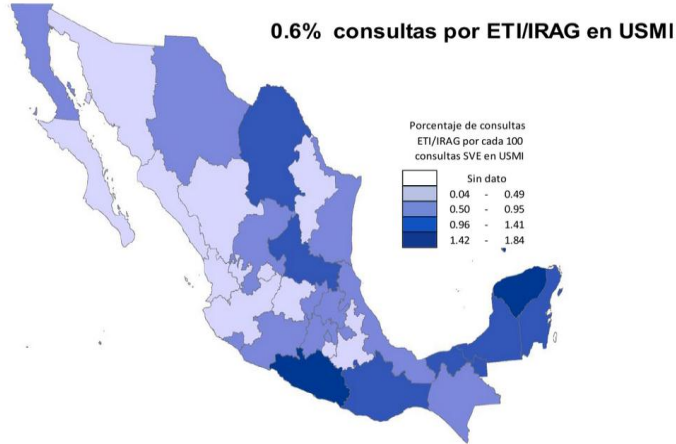 0.6% consultas por ETI/IRAG en USMI
Porcentaje de consultas
ETI/IRAG por cada 100
consultas SVE en USMI
Sin dato
0.04 - 0.49
0.50 - 0.95
0.96 - 1.41
1.42 - 1.84